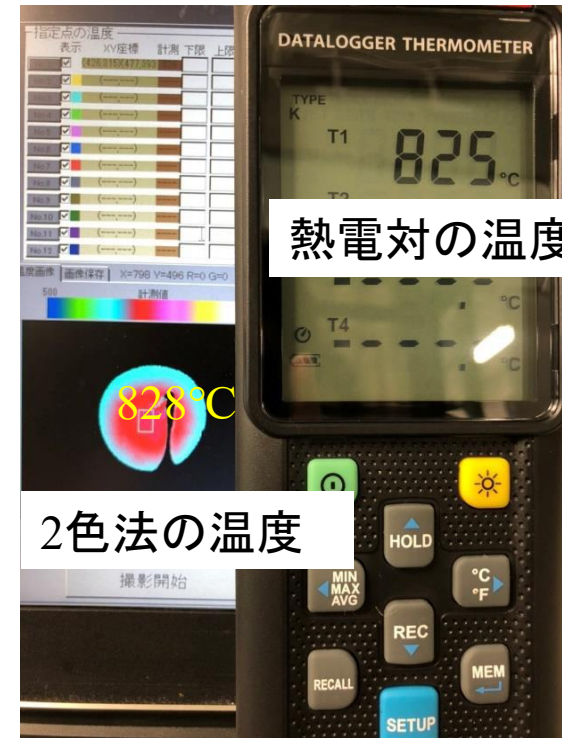 指定点の温度
表示 XY座標 計測 下限 上限
No.7
No.10
No.11
No.12
温度画像 画像保存 X=798 Y=496 R=0 G=0
500 計測値
828°C
2色法の温度
撮影開始
DATALOGGER THERMOMETER
TYPE
K
T1 825 °C
T2
熱電対の温度
°C
T4
°C
HOLD
MIN
MAX
AVG
°C
°F
REC
RECALL
MEM
SETUP